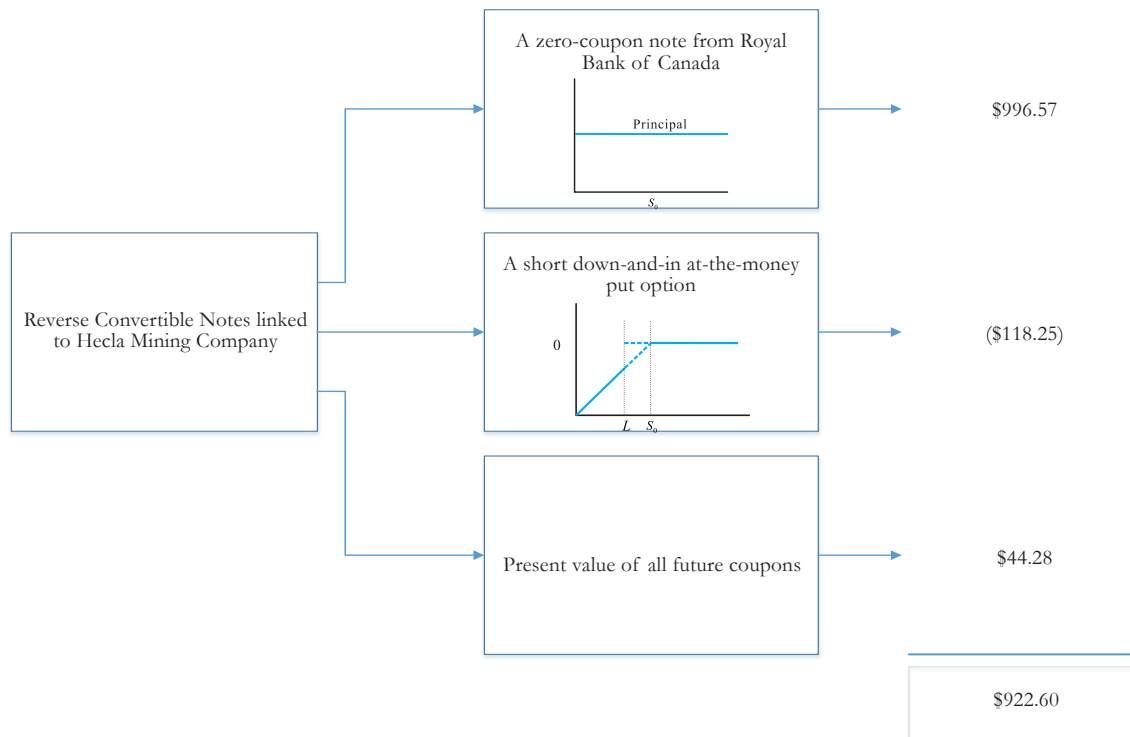 A zero-coupon note from Royal
Bank of Canada
Principal
S₀
$996.57
Reverse Convertible Notes linked
to Hecla Mining Company
A short down-and-in at-the-money
put option
0
L S₀
($118.25)
Present value of all future coupons
$44.28
$922.60